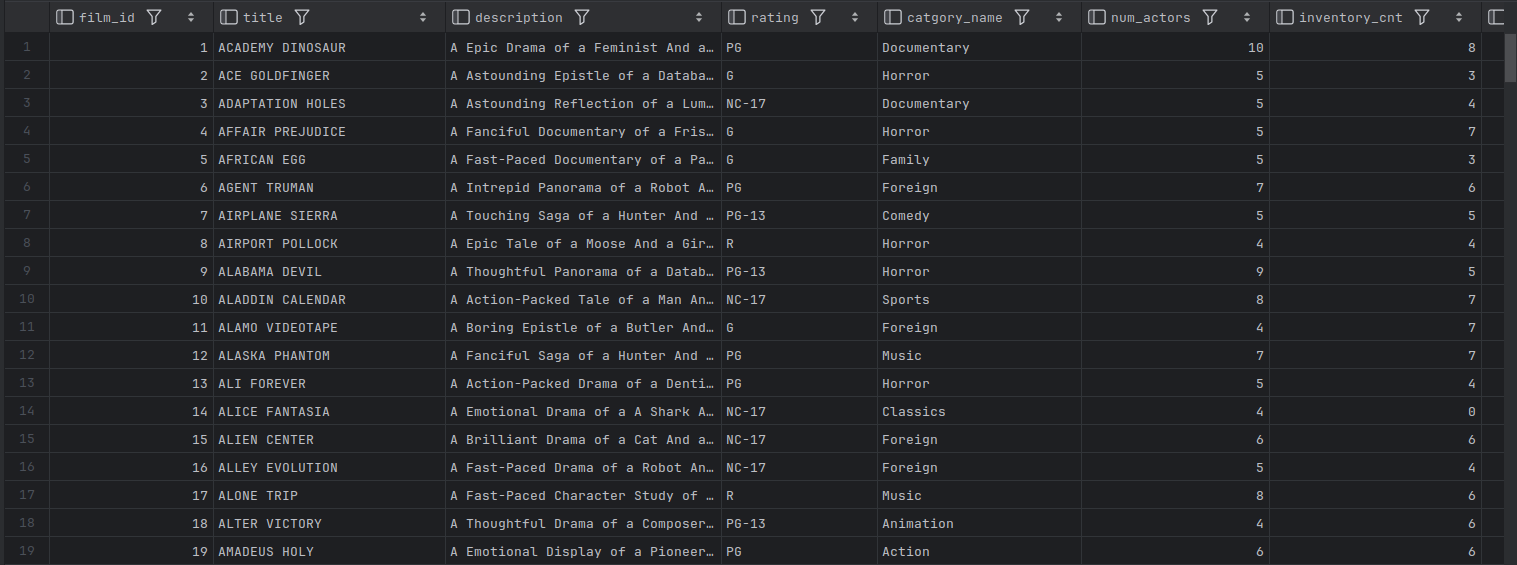 film_id title description rating catgory_name num_actors inventory_cnt
1 1 ACADEMY DINOSAUR A Epic Drama of a Feminist And a… PG Documentary 10 8
2 2 ACE GOLDFINGER A Astounding Epistle of a Databa… G Horror 5 3
3 3 ADAPTATION HOLES A Astounding Reflection of a Lum… NC-17 Documentary 5 4
4 4 AFFAIR PREJUDICE A Fanciful Documentary of a Fris… G Horror 5 7
5 5 AFRICAN EGG A Fast-Paced Documentary of a Pa… G Family 5 3
6 6 AGENT TRUMAN A Intrepid Panorama of a Robot A… PG Foreign 7 6
7 7 AIRPLANE SIERRA A Touching Saga of a Hunter And … PG-13 Comedy 5 5
8 8 AIRPORT POLLOCK A Epic Tale of a Moose And a Gir… R Horror 4 4
9 9 ALABAMA DEVIL A Thoughtful Panorama of a Datab… PG-13 Horror 9 5
10 10 ALADDIN CALENDAR A Action-Packed Tale of a Man An… NC-17 Sports 8 7
11 11 ALAMO VIDEOTAPE A Boring Epistle of a Butler And… G Foreign 4 7
12 12 ALASKA PHANTOM A Fanciful Saga of a Hunter And … PG Music 7 7
13 13 ALI FOREVER A Action-Packed Drama of a Denti… PG Horror 5 4
14 14 ALICE FANTASIA A Emotional Drama of a A Shark A… NC-17 Classics 4 0
15 15 ALIEN CENTER A Brilliant Drama of a Cat And a… NC-17 Foreign 6 6
16 16 ALLEY EVOLUTION A Fast-Paced Drama of a Robot An… NC-17 Foreign 5 4
17 17 ALONE TRIP A Fast-Paced Character Study of … R Music 8 6
18 18 ALTER VICTORY A Thoughtful Drama of a Composer… PG-13 Animation 4 6
19 19 AMADEUS HOLY A Emotional Display of a Pioneer… PG Action 6 6